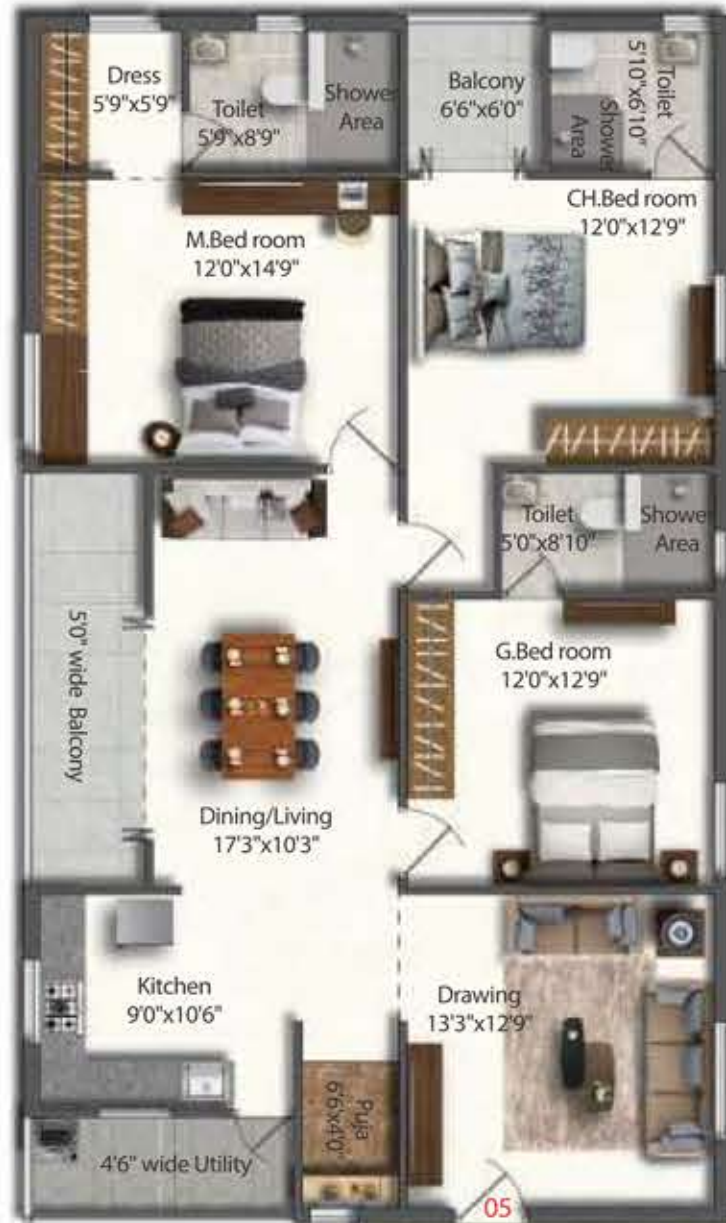 Dress
5'9"x5'9"
Toilet
5'9"x8'9"
Shower
Area
Balcony
6'6"x6'0"
Toilet
5'10"x6'10"
Shower
Area
M.Bed room
12'0"x14'9"
CH.Bed room
12'0"x12'9"
Toilet
5'0"x8'10"
Shower
Area
5'0" wide Balcony
G.Bed room
12'0"x12'9"
Dining/Living
17'3"x10'3"
Kitchen
9'0"x10'6"
Drawing
13'3"x12'9"
Puja
6'6"x4'0"
4'6" wide Utility
05